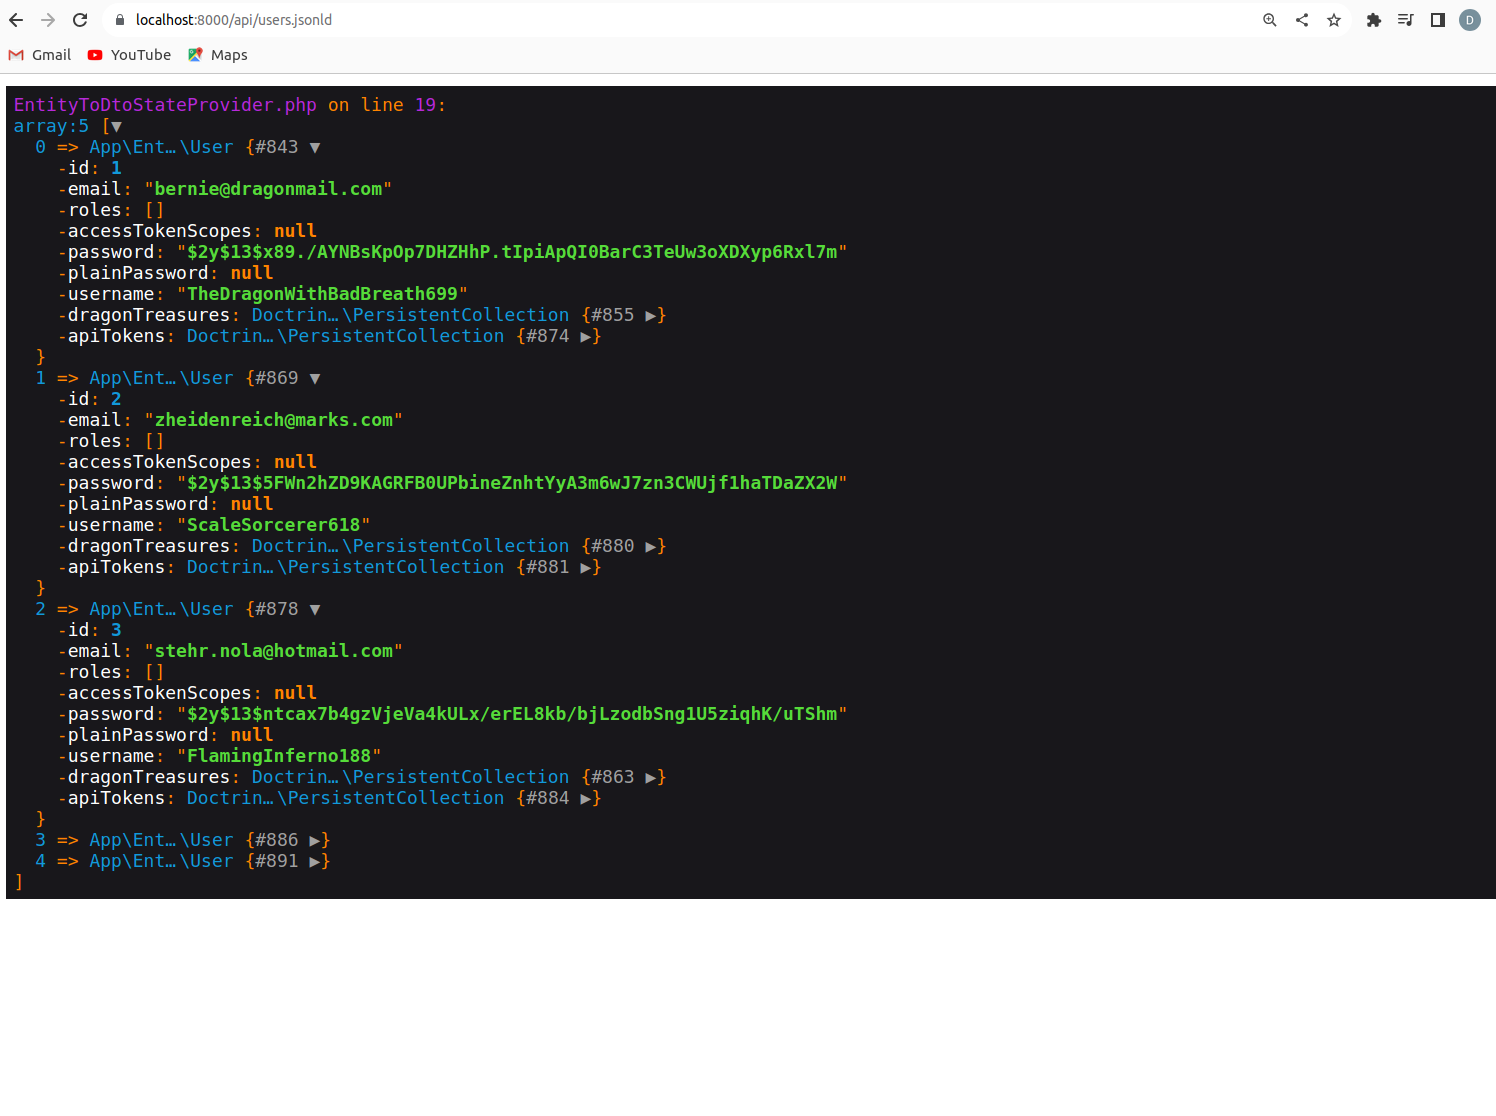 localhost:8000/api/users.jsonld
D
Gmail YouTube Maps
EntityToDtoStateProvider.php on line 19:
array:5 [▼
0 => App\Ent…\User {#843 ▼
-id: 1
-email: "bernie@dragonmail.com"
-roles: []
-accessTokenScopes: null
-password: "$2y$13$x89./AYNBsKpOp7DHZHhP.tIpiApQI0BarC3TeUw3oXDXyp6Rxl7m"
-plainPassword: null
-username: "TheDragonWithBadBreath699"
-dragonTreasures: Doctrin…\PersistentCollection {#855 ▶}
-apiTokens: Doctrin…\PersistentCollection {#874 ▶}
}
1 => App\Ent…\User {#869 ▼
-id: 2
-email: "zheidenreich@marks.com"
-roles: []
-accessTokenScopes: null
-password: "$2y$13$5FWn2hZD9KAGRFB0UPbineZnhtYyA3m6wJ7zn3CWUjf1haTDaZX2W"
-plainPassword: null
-username: "ScaleSorcerer618"
-dragonTreasures: Doctrin…\PersistentCollection {#880 ▶}
-apiTokens: Doctrin…\PersistentCollection {#881 ▶}
}
2 => App\Ent…\User {#878 ▼
-id: 3
-email: "stehr.nola@hotmail.com"
-roles: []
-accessTokenScopes: null
-password: "$2y$13$ntcax7b4gzVjeVa4kULx/erEL8kb/bjLzodbSng1U5ziqhK/uTShm"
-plainPassword: null
-username: "FlamingInferno188"
-dragonTreasures: Doctrin…\PersistentCollection {#863 ▶}
-apiTokens: Doctrin…\PersistentCollection {#884 ▶}
}
3 => App\Ent…\User {#886 ▶}
4 => App\Ent…\User {#891 ▶}
]